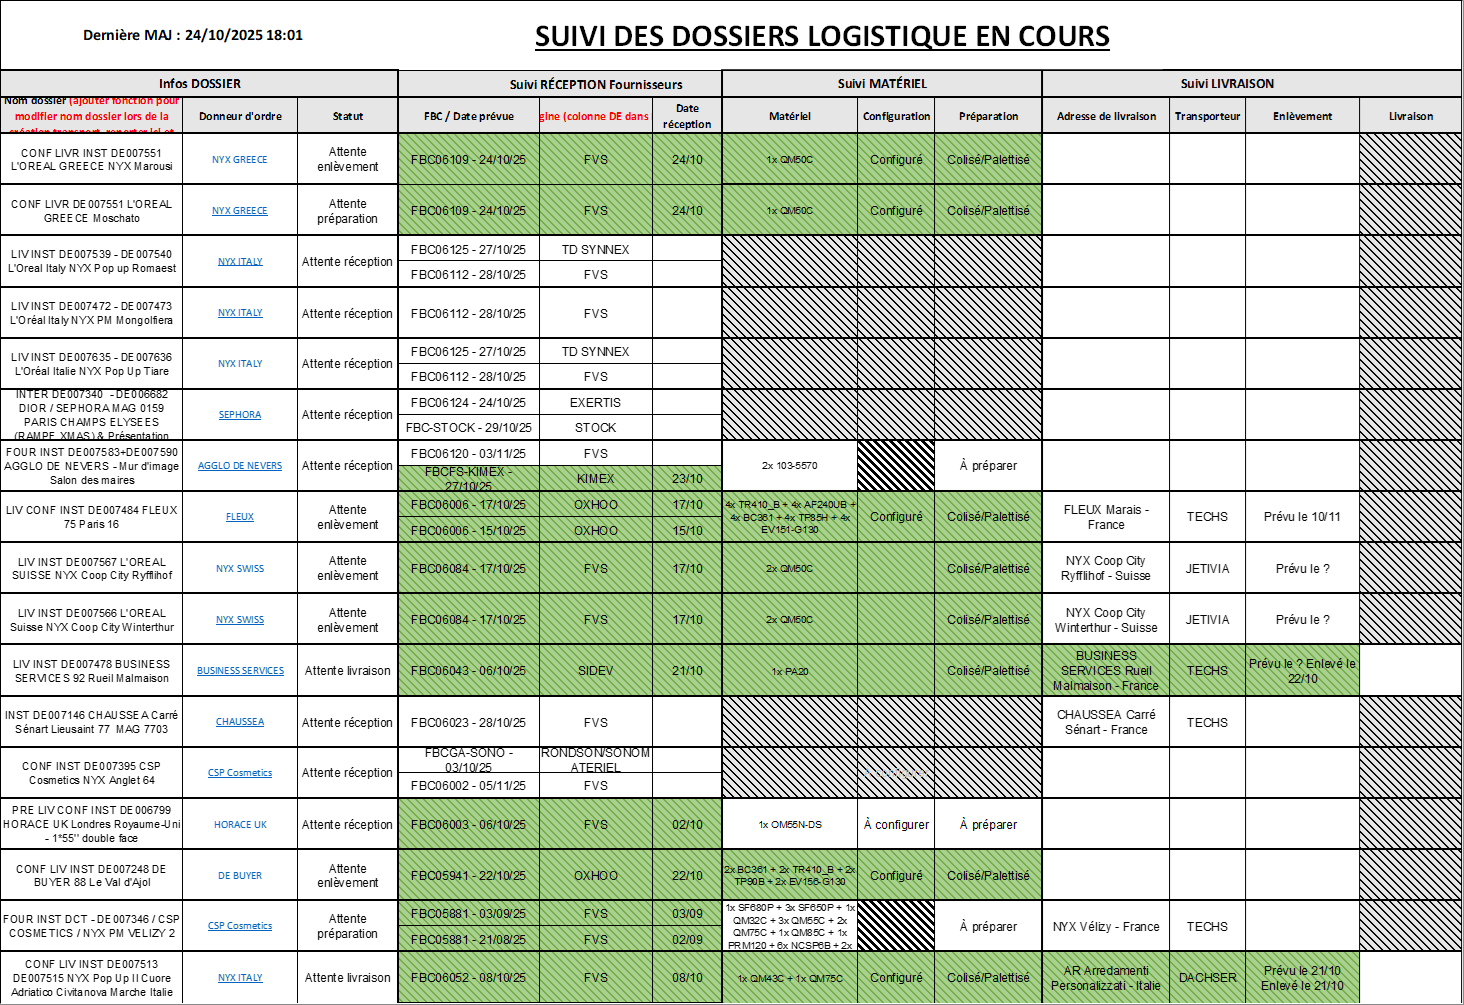 Dernière MAJ : 24/10/2025 18:01
SUIVI DES DOSSIERS LOGISTIQUE EN COURS
Infos DOSSIER
Suivi RÉCEPTION Fournisseurs
Suivi MATÉRIEL
Suivi LIVRAISON
Nom dossier (ajouter fonction pour
modifier nom dossier lors de la
Donneur d'ordre
Statut
FBC / Date prévue
gine (colonne DE dans
Date
réception
Matériel
Configuration
Préparation
Adresse de livraison
Transporteur
Enlèvement
Livraison
CONF LIVR INST DE007551
L'OREAL GREECE NYX Marousi
NYX GREECE
Attente
enlèvement
FBC06109 - 24/10/25
FVS
24/10
1x QM50C
Configuré
Colisé/Palettisé
CONF LIVR DE007551 L'OREAL
GREECE Moschato
NYX GREECE
Attente
préparation
FBC06109 - 24/10/25
FVS
24/10
1x QM50C
Configuré
Colisé/Palettisé
LIV INST DE007539 - DE007540
L'Oreal Italy NYX Pop up Romaest
NYX ITALY
Attente réception
FBC06125 - 27/10/25
TD SYNNEX
FBC06112 - 28/10/25
FVS
LIV INST DE007472 - DE007473
L'Oréal Italy NYX PM Mongolfiera
NYX ITALY
Attente réception
FBC06112 - 28/10/25
FVS
LIV INST DE007635 - DE007636
L'Oréal Italie NYX Pop Up Tiare
NYX ITALY
Attente réception
FBC06125 - 27/10/25
TD SYNNEX
FBC06112 - 28/10/25
FVS
INTER DE007340 - DE006682
DIOR / SEPHORA MAG 0159
PARIS CHAMPS ELYSEES
(RAMPE XMAS) & Présentation
SEPHORA
Attente réception
FBC06124 - 24/10/25
EXERTIS
FBC-STOCK - 29/10/25
STOCK
FOUR INST DE007583+DE007590
AGGLO DE NEVERS - Mur d'image
Salon des maires
AGGLO DE NEVERS
Attente réception
FBC06120 - 03/11/25
FVS
FBCFS-KIMEX -
27/10/25
KIMEX
23/10
2x 103-5570
À préparer
LIV CONF INST DE007484 FLEUX
75 Paris 16
FLEUX
Attente
enlèvement
FBC06006 - 17/10/25
OXHOO
17/10
FBC06006 - 15/10/25
OXHOO
15/10
4x TR410_B + 4x AF240UB +
4x BC361 + 4x TP85H + 4x
EV151-G130
Configuré
Colisé/Palettisé
FLEUX Marais -
France
TECHS
Prévu le 10/11
LIV INST DE007567 L'OREAL
SUISSE NYX Coop City Ryfflihof
NYX SWISS
Attente
enlèvement
FBC06084 - 17/10/25
FVS
17/10
2x QM50C
Colisé/Palettisé
NYX Coop City
Ryfflihof - Suisse
JETIVIA
Prévu le ?
LIV INST DE007566 L'OREAL
Suisse NYX Coop City Winterthur
NYX SWISS
Attente
enlèvement
FBC06084 - 17/10/25
FVS
17/10
2x QM50C
Colisé/Palettisé
NYX Coop City
Winterthur - Suisse
JETIVIA
Prévu le ?
LIV INST DE007478 BUSINESS
SERVICES 92 Rueil Malmaison
BUSINESS SERVICES
Attente livraison
FBC06043 - 06/10/25
SIDEV
21/10
1x PA20
Colisé/Palettisé
BUSINESS
SERVICES Rueil
Malmaison - France
TECHS
Prévu le ? Enlevé le
22/10
INST DE007146 CHAUSSEA Carré
Sénart Lieusaint 77 MAG 7703
CHAUSSEA
Attente réception
FBC06023 - 28/10/25
FVS
CHAUSSEA Carré
Sénart - France
TECHS
CONF INST DE007395 CSP
Cosmetics NYX Anglet 64
CSP Cosmetics
Attente réception
FBCGA-SONO -
03/10/25
RONDSON/SONOM
ATERIEL
FBC06002 - 05/11/25
FVS
PRE LIV CONF INST DE006799
HORACE UK Londres Royaume-Uni
- 1*55" double face
HORACE UK
Attente réception
FBC06003 - 06/10/25
FVS
02/10
1x OM55N-DS
À configurer
À préparer
CONF LIV INST DE007248 DE
BUYER 88 Le Val d'Ajol
DE BUYER
Attente
enlèvement
FBC05941 - 22/10/25
OXHOO
22/10
2x BC361 + 2x TR410_B + 2x
TP90B + 2x EV156-G130
Configuré
Colisé/Palettisé
FOUR INST DCT - DE007346 / CSP
COSMETICS / NYX PM VELIZY 2
CSP Cosmetics
Attente
préparation
FBC05881 - 03/09/25
FVS
03/09
FBC05881 - 21/08/25
FVS
02/09
1x SF680P + 3x SF650P + 1x
QM32C + 3x QM55C + 2x
QM75C + 1x QM85C + 1x
PRM120 + 6x NCSP6B + 2x
À préparer
NYX Vélizy - France
TECHS
CONF LIV INST DE007513
DE007515 NYX Pop Up Il Cuore
Adriatico Civitanova Marche Italie
NYX ITALY
Attente livraison
FBC06052 - 08/10/25
FVS
08/10
1x QM43C + 1x QM75C
Configuré
Colisé/Palettisé
AR Arredamenti
Personalizzati - Italie
DACHSER
Prévu le 21/10
Enlevé le 21/10